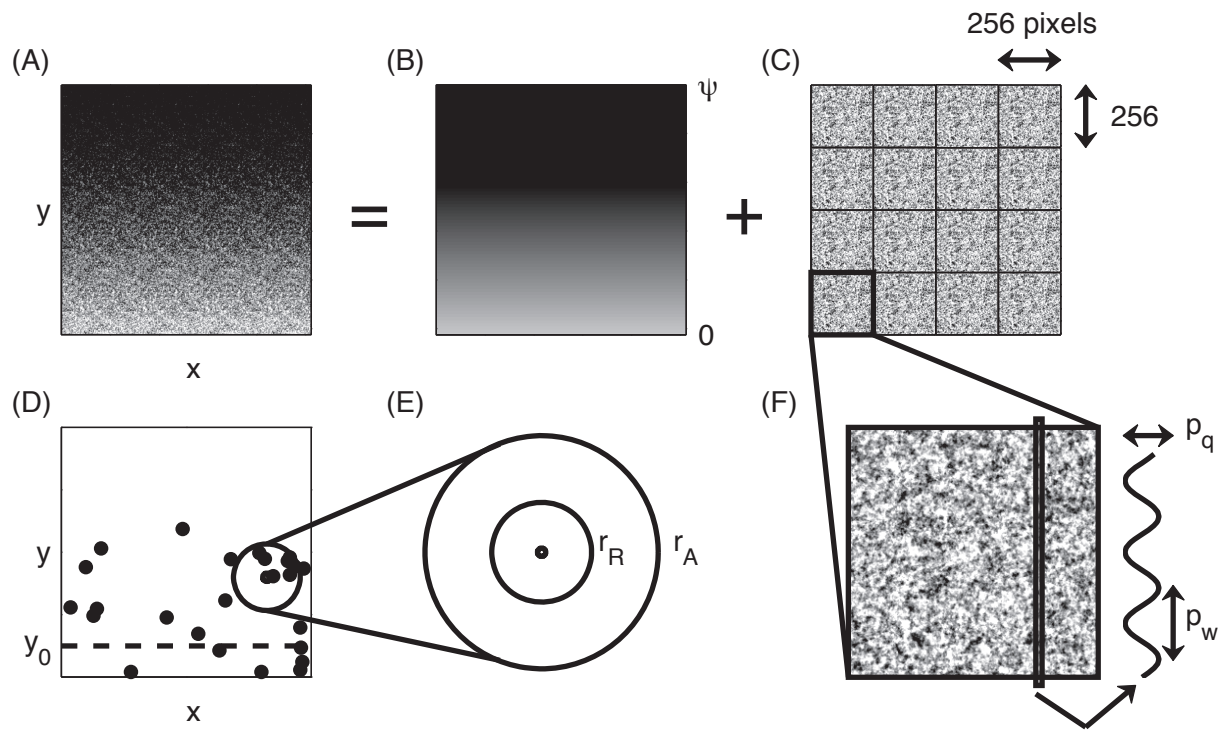 256 pixels
(A)
(B)
(C)
ψ
256
y
=
+
0
x
(D)
(E)
(F)
p_q
y
r_R
r_A
y_0
p_w
x